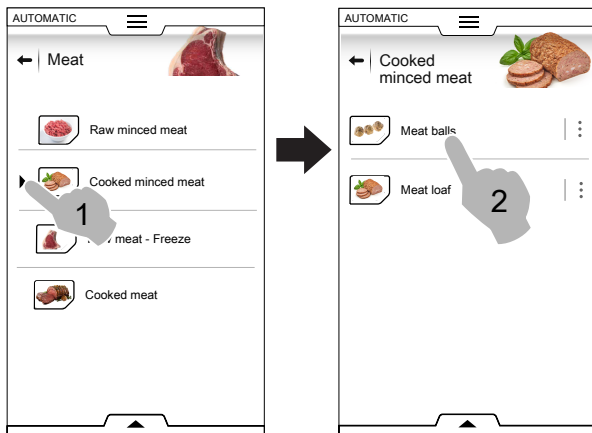 AUTOMATIC
Meat
Raw minced meat
Cooked minced meat
1
meat - Freeze
Cooked meat
AUTOMATIC
Cooked
minced meat
Meat balls
Meat loaf
2